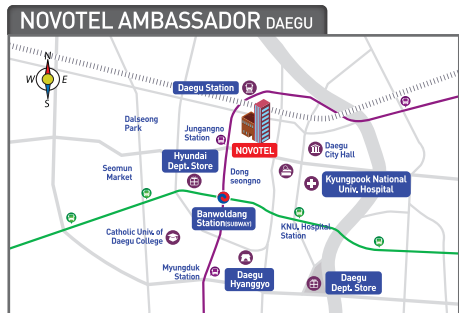 NOVOTEL AMBASSADOR DAEGU
N
W E
S
Daegu Station
Dalseong
Park
Jungangno
Station
NOVOTEL
Daegu
City Hall
Hyundai
Dept. Store
Seomun
Market
Dong
seongno
Kyungpook National
Univ. Hospital
Banwoldang
Station(SUBWAY)
KNU. Hospital
Station
Catholic Univ. of
Daegu College
Myungduk
Station
Daegu
Hyanggyo
Daegu
Dept. Store